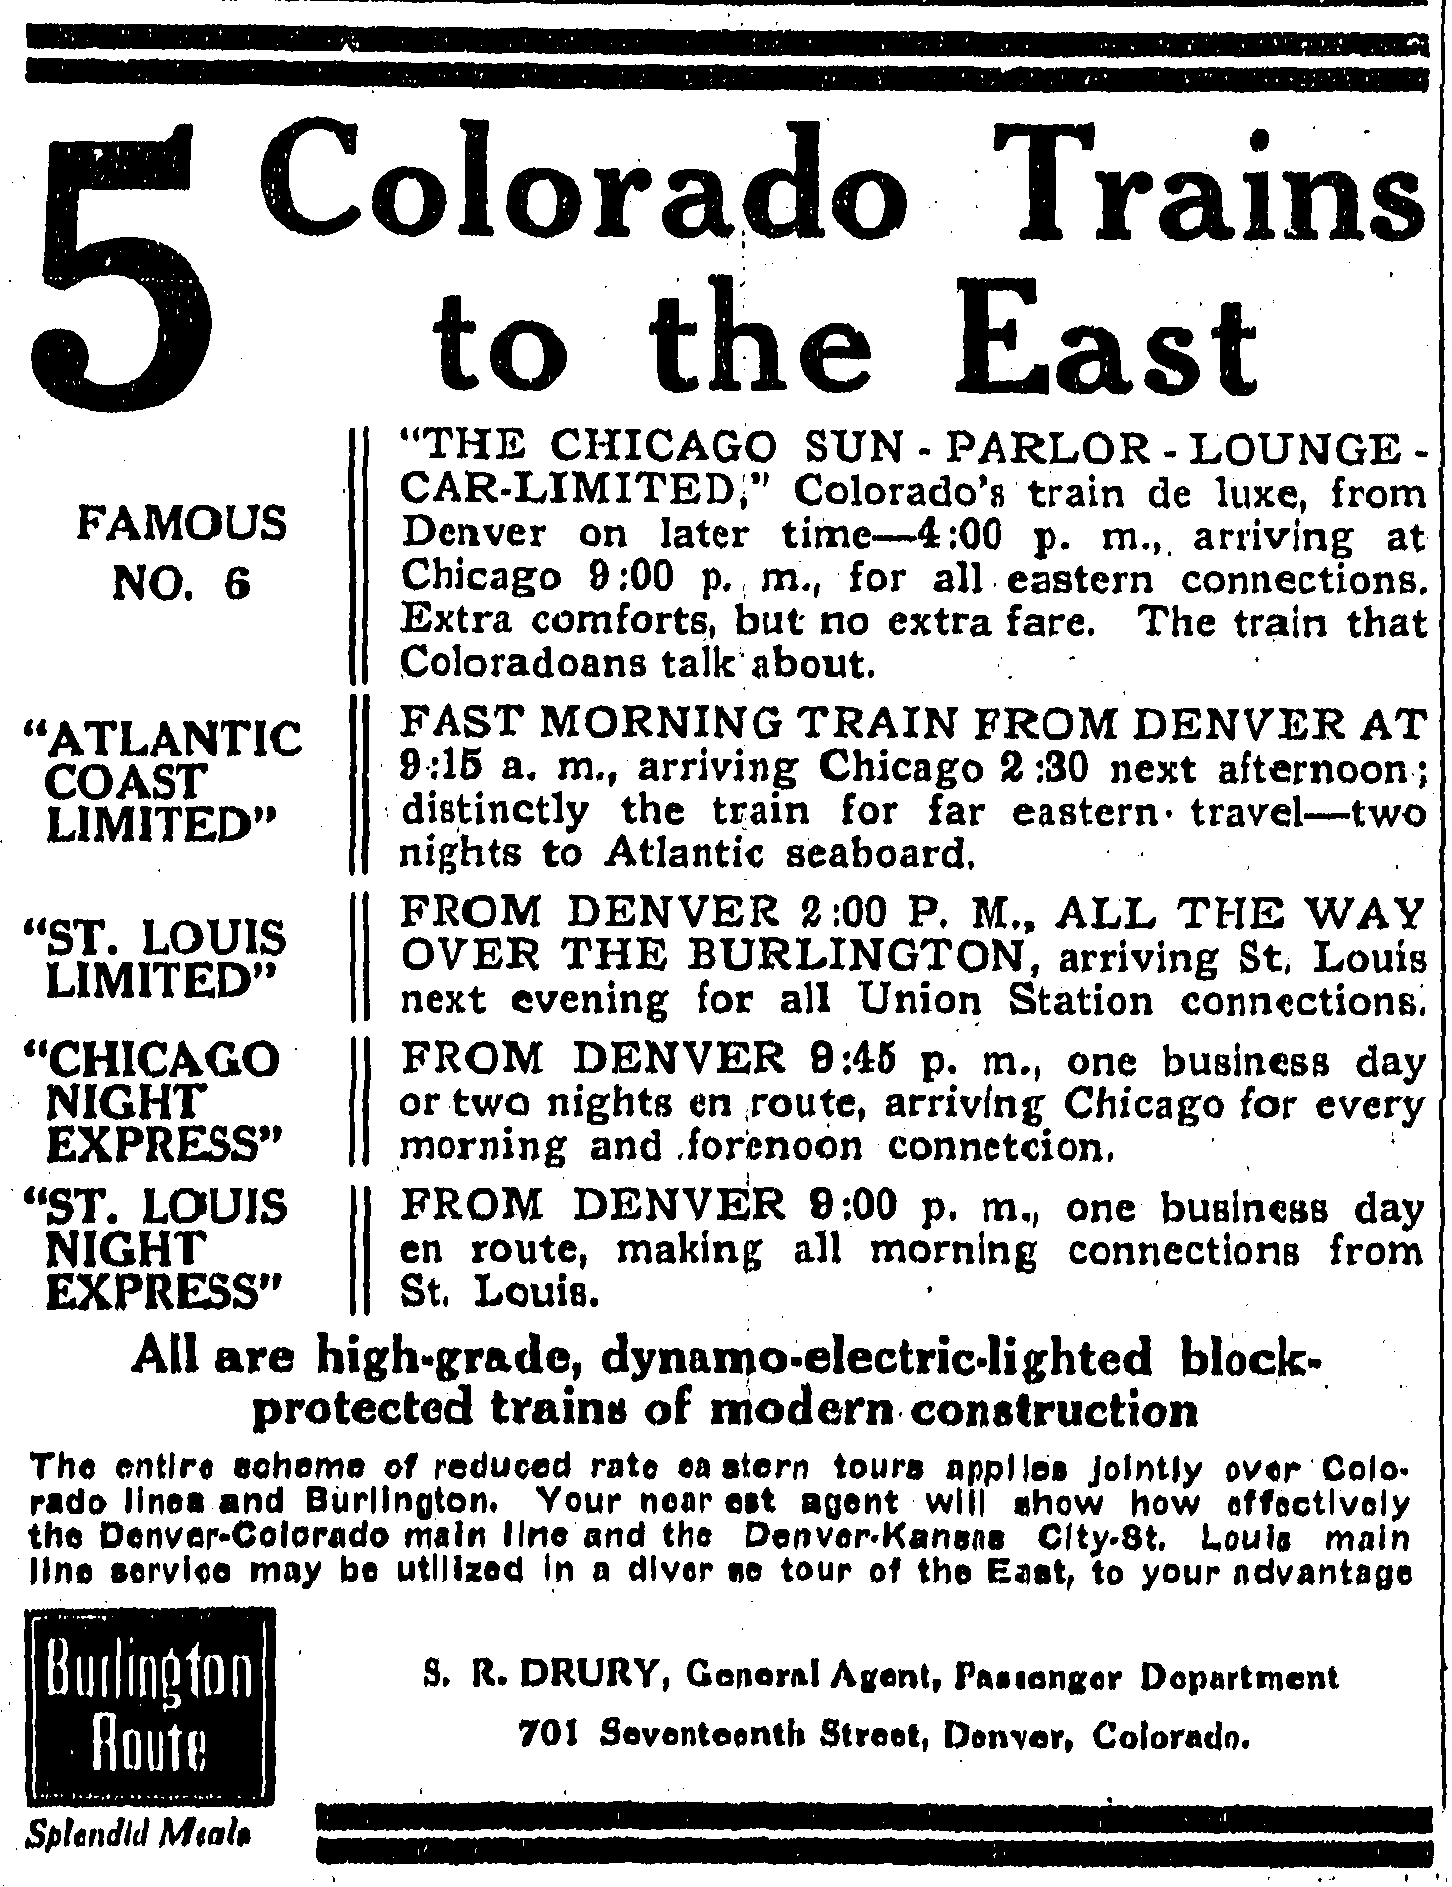 5 Colorado Trains
to the East
FAMOUS
NO. 6
"THE CHICAGO SUN-PARLOR-LOUNGE-
CAR-LIMITED," Colorado's train de luxe, from
Denver on later time—4:00 p. m., arriving at
Chicago 9:00 p. m., for all eastern connections.
Extra comforts, but no extra fare. The train that
Coloradoans talk about.
"ATLANTIC
COAST
LIMITED"
FAST MORNING TRAIN FROM DENVER AT
9:15 a. m., arriving Chicago 2:30 next afternoon;
distinctly the train for far eastern travel—two
nights to Atlantic seaboard.
"ST. LOUIS
LIMITED"
FROM DENVER 2:00 P. M., ALL THE WAY
OVER THE BURLINGTON, arriving St. Louis
next evening for all Union Station connections.
"CHICAGO
NIGHT
EXPRESS"
FROM DENVER 9:45 p. m., one business day
or two nights en route, arriving Chicago for every
morning and forenoon connetcion.
"ST. LOUIS
NIGHT
EXPRESS"
FROM DENVER 9:00 p. m., one business day
en route, making all morning connections from
St. Louis.
All are high-grade, dynamo-electric-lighted block-
protected trains of modern construction
The entire scheme of reduced rate eastern tours applies jointly over Colo-
rado lines and Burlington. Your nearest agent will show how effectively
the Denver-Colorado main line and the Denver-Kansas City-St. Louis main
line service may be utilized in a diverse tour of the East, to your advantage
Burlington
Route
Splendid Meals
S. R. DRURY, General Agent, Passenger Department
701 Seventeenth Street, Denver, Colorado.